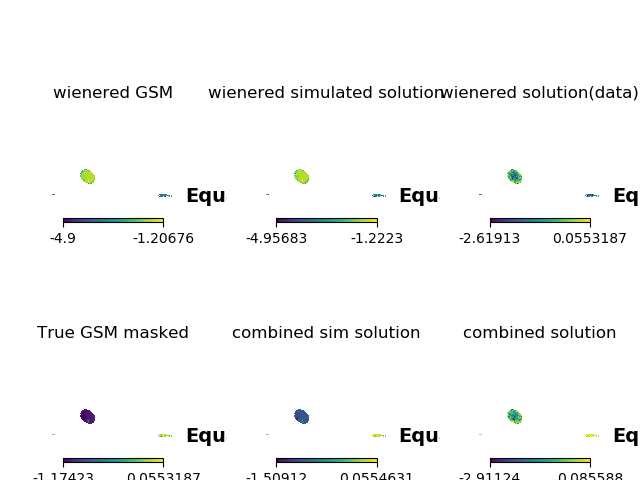 wienered GSM
wienered simulated solution
wienered solution(data)
Equ
Equ
Eq
-4.9 -1.20676
-4.95683 -1.2223
-2.61913 0.0553187
True GSM masked
combined sim solution
combined solution
Equ
Equ
Eq
-1.17423 0.0553187
-1.50912 0.0554631
-2.91124 0.085588